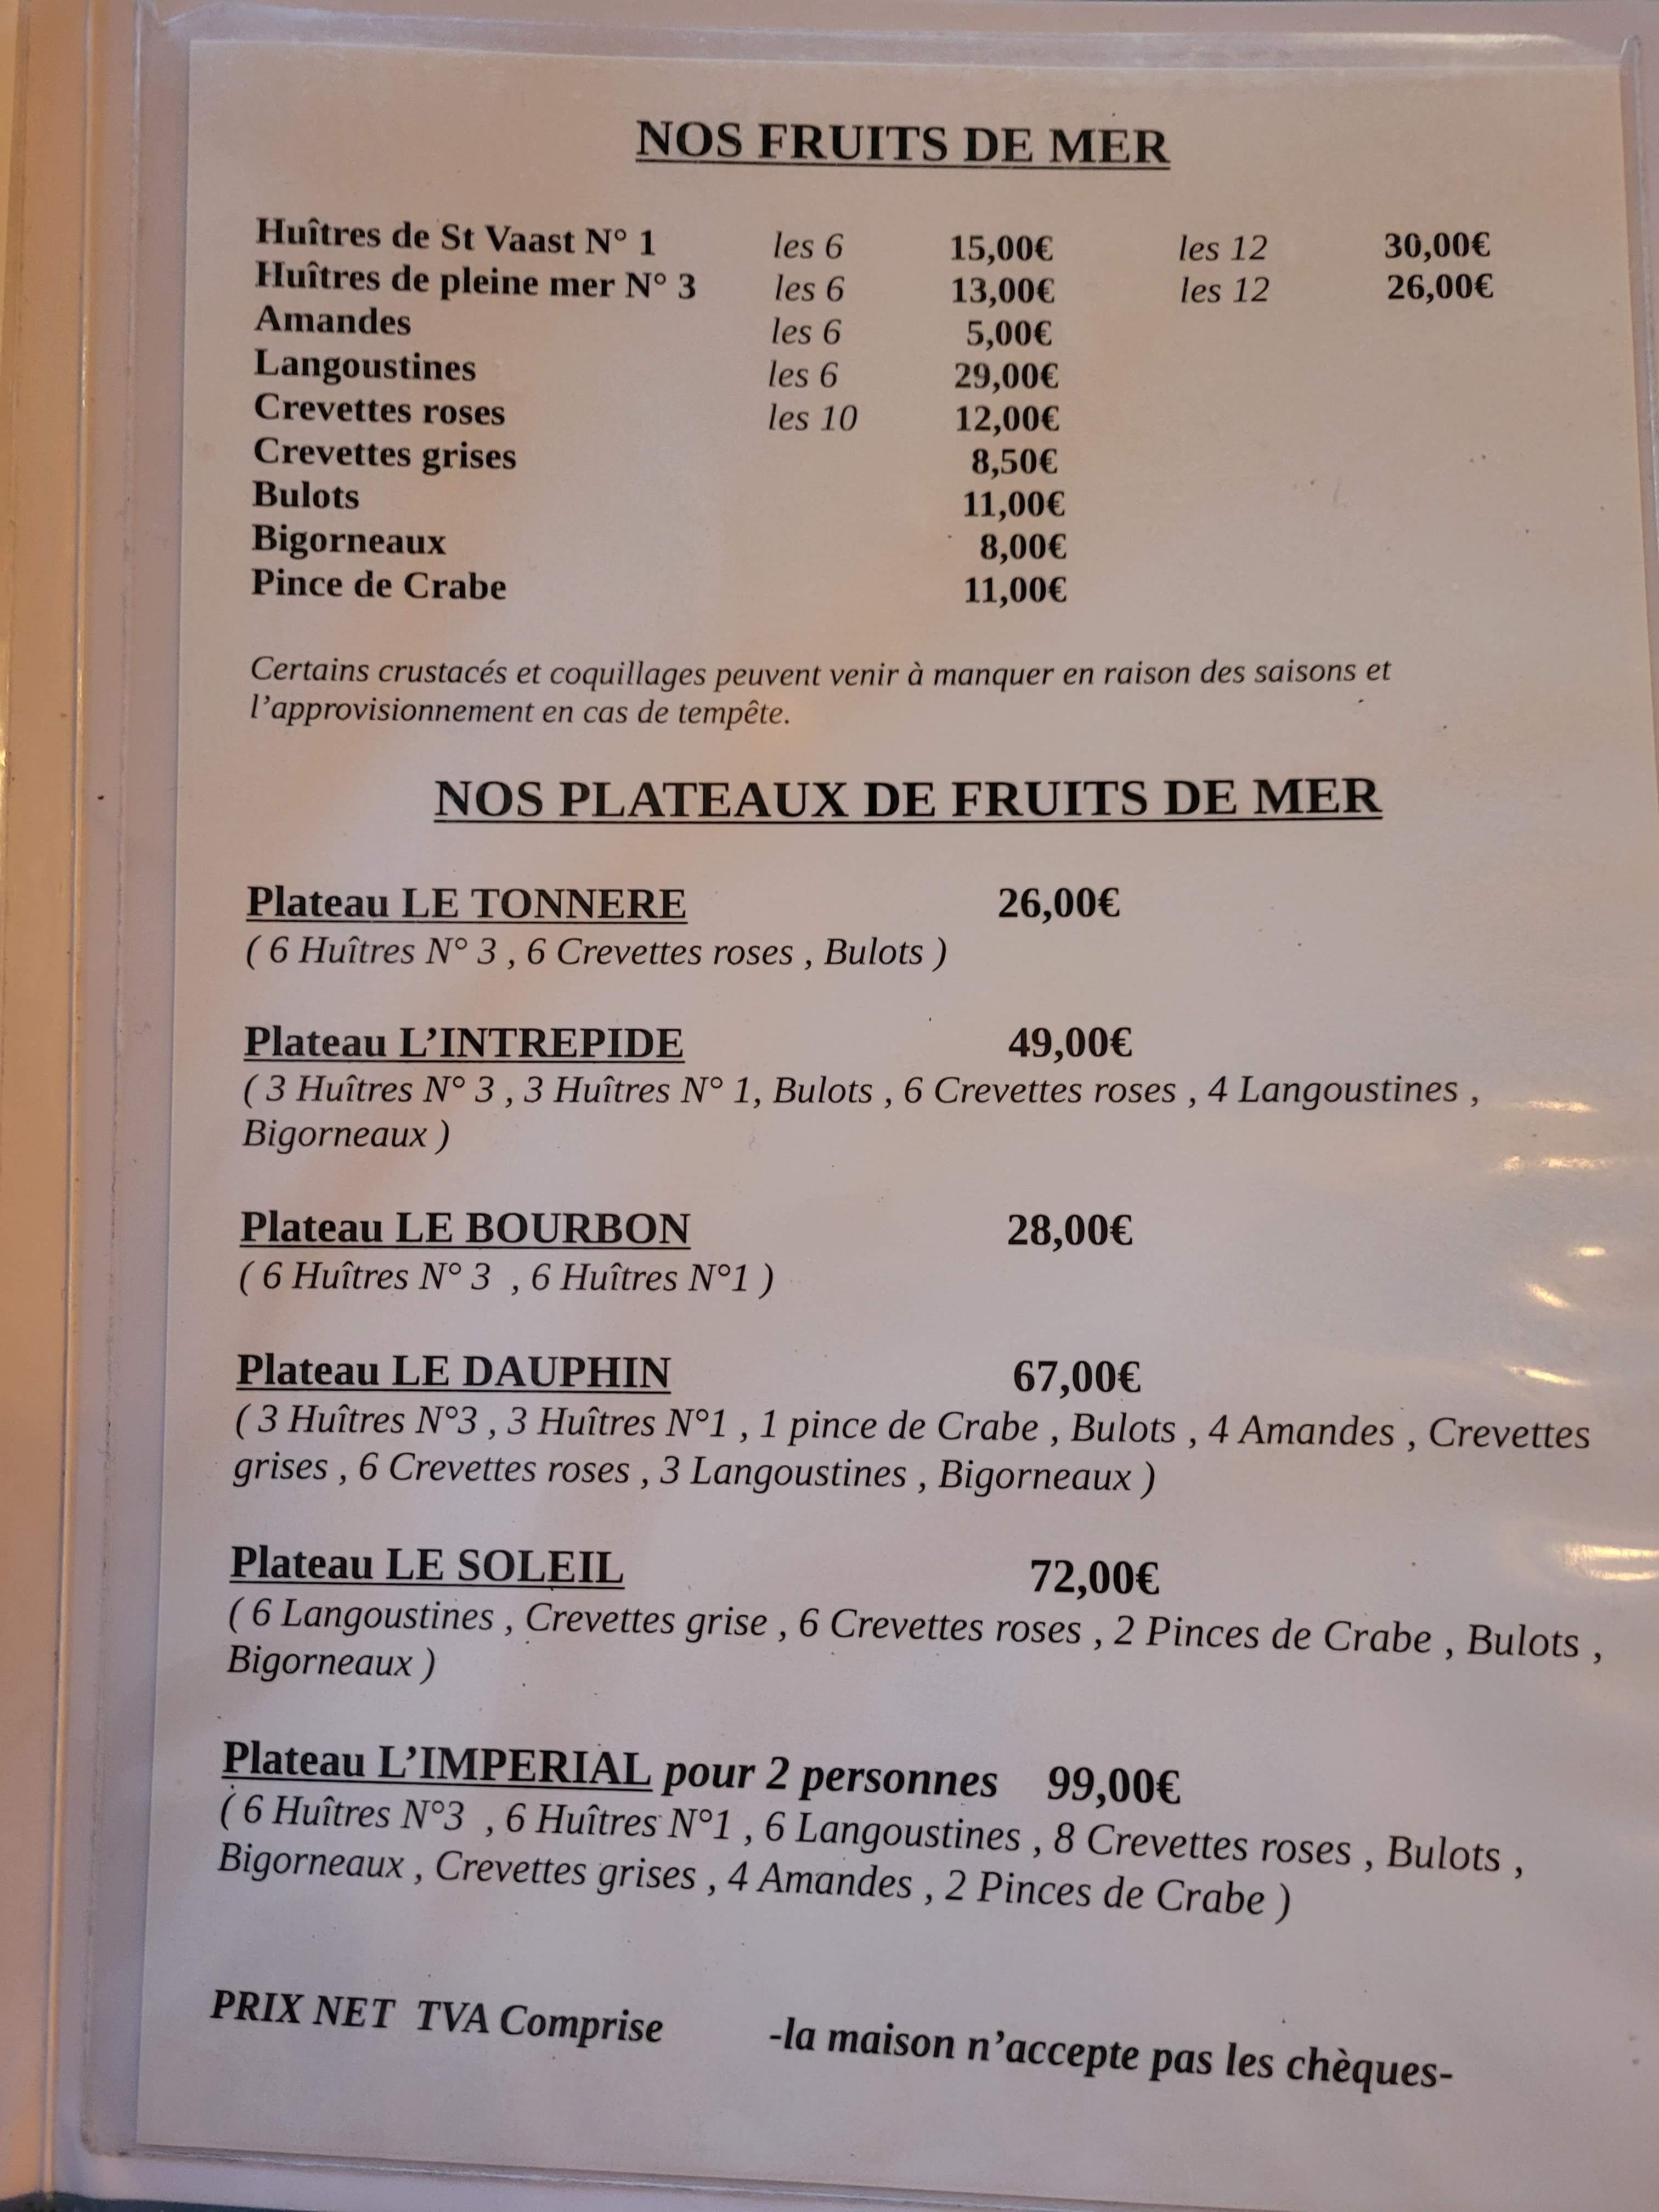 NOS FRUITS DE MER
Huîtres de St Vaast N° 1 les 6 15,00€ les 12 30,00€
Huîtres de pleine mer N° 3 les 6 13,00€ les 12 26,00€
Amandes les 6 5,00€
Langoustines les 6 29,00€
Crevettes roses les 10 12,00€
Crevettes grises 8,50€
Bulots 11,00€
Bigorneaux 8,00€
Pince de Crabe 11,00€
Certains crustacés et coquillages peuvent venir à manquer en raison des saisons et
l’approvisionnement en cas de tempête.
NOS PLATEAUX DE FRUITS DE MER
Plateau LE TONNERE 26,00€
( 6 Huîtres N° 3 , 6 Crevettes roses , Bulots )
Plateau L’INTREPIDE 49,00€
( 3 Huîtres N° 3 , 3 Huîtres N° 1, Bulots , 6 Crevettes roses , 4 Langoustines ,
Bigorneaux )
Plateau LE BOURBON 28,00€
( 6 Huîtres N° 3 , 6 Huîtres N°1 )
Plateau LE DAUPHIN 67,00€
( 3 Huîtres N°3 , 3 Huîtres N°1 , 1 pince de Crabe , Bulots , 4 Amandes , Crevettes
grises , 6 Crevettes roses , 3 Langoustines , Bigorneaux )
Plateau LE SOLEIL 72,00€
( 6 Langoustines , Crevettes grise , 6 Crevettes roses , 2 Pinces de Crabe , Bulots ,
Bigorneaux )
Plateau L’IMPERIAL pour 2 personnes 99,00€
( 6 Huîtres N°3 , 6 Huîtres N°1 , 6 Langoustines , 8 Crevettes roses , Bulots ,
Bigorneaux , Crevettes grises , 4 Amandes , 2 Pinces de Crabe )
PRIX NET TVA Comprise -la maison n’accepte pas les chèques-